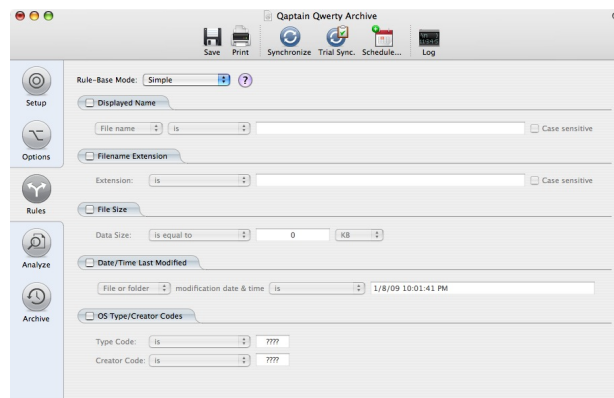 Qaptain Qwerty Archive
Save Print Synchronize Trial Sync. Schedule... Log
Rule-Base Mode: Simple ?
Setup
Displayed Name
File name is Case sensitive
Options
Filename Extension
Extension: is Case sensitive
Rules
File Size
Data Size: is equal to 0 KB
Analyze
Date/Time Last Modified
File or folder modification date & time is 1/8/09 10:01:41 PM
Archive
OS Type/Creator Codes
Type Code: is ????
Creator Code: is ????